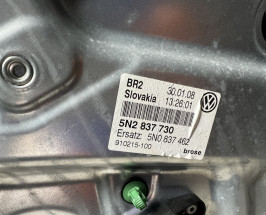 BR2 30.01.08
Slovakia 13:26:01
5N2 837 730
Ersatz: 5N0 837 462
910215-100 brose